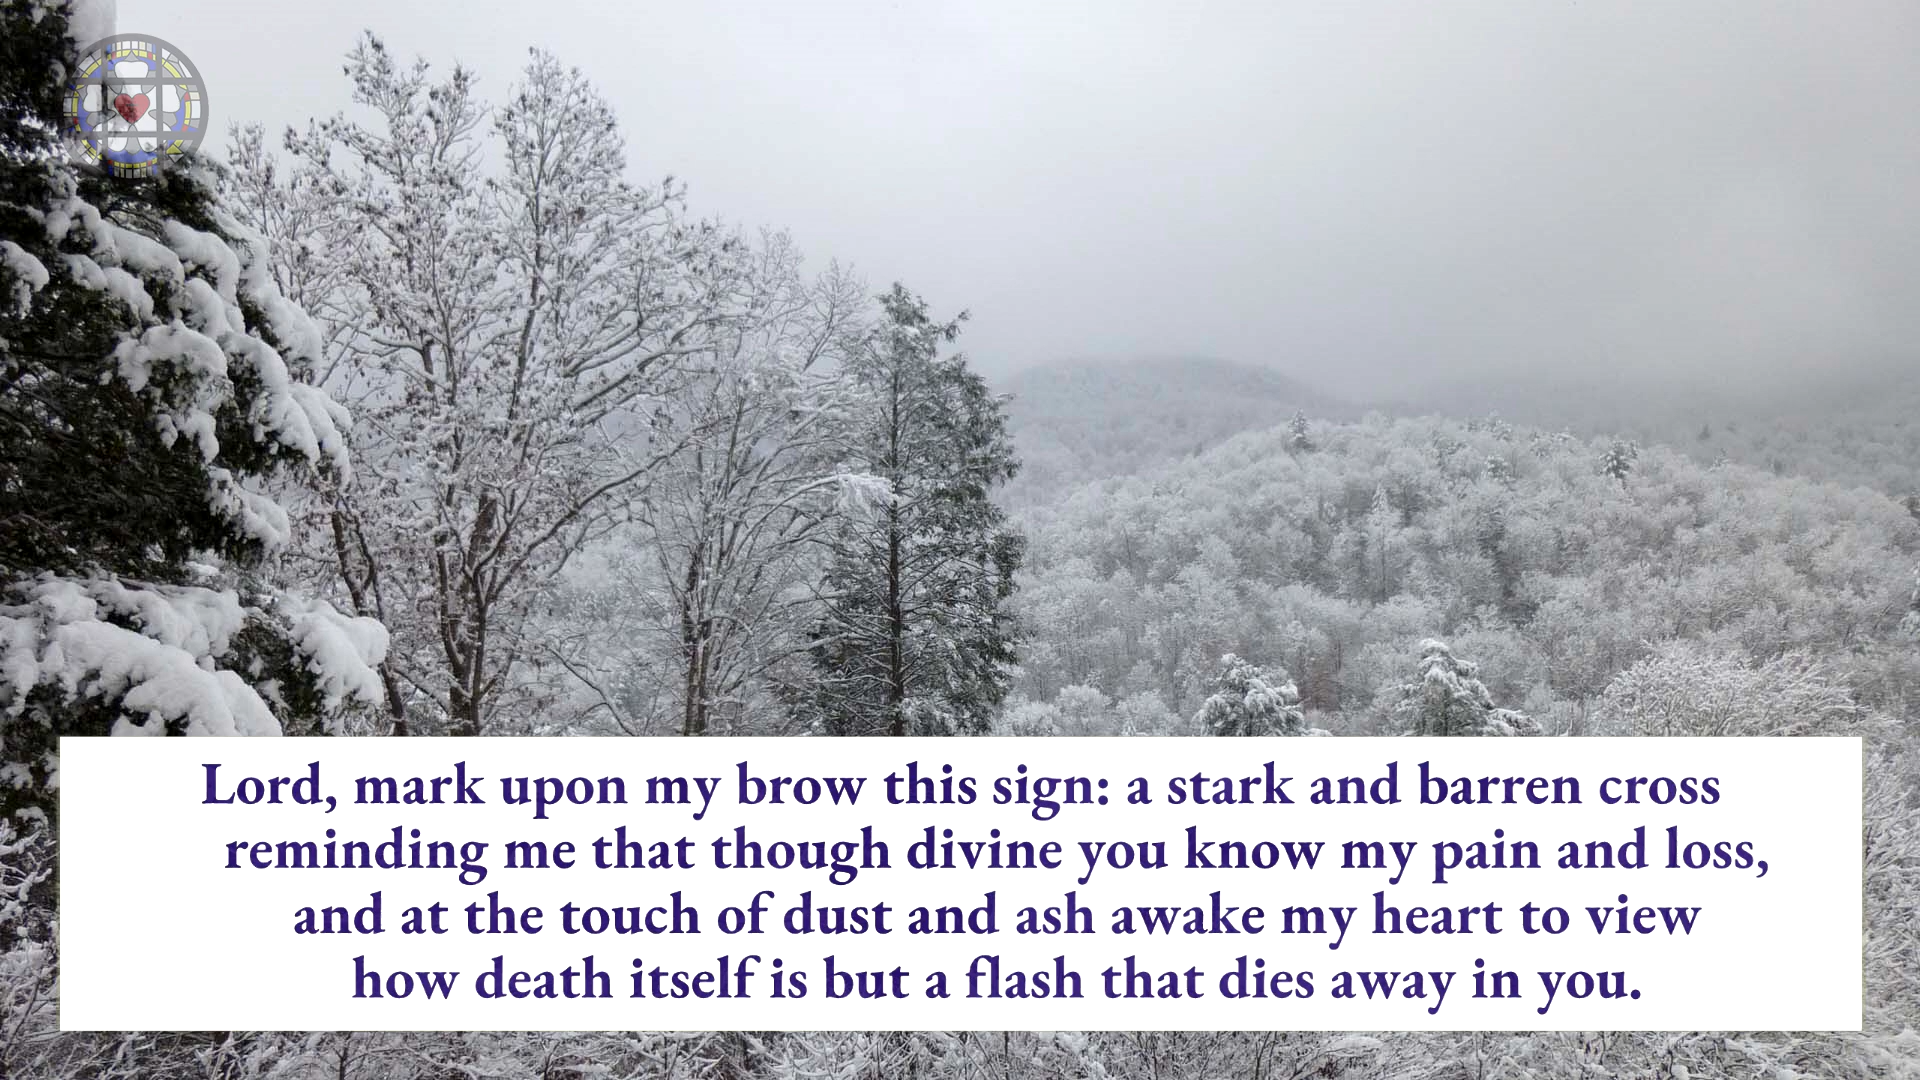 Lord, mark upon my brow this sign: a stark and barren cross
reminding me that though divine you know my pain and loss,
and at the touch of dust and ash awake my heart to view
how death itself is but a flash that dies away in you.